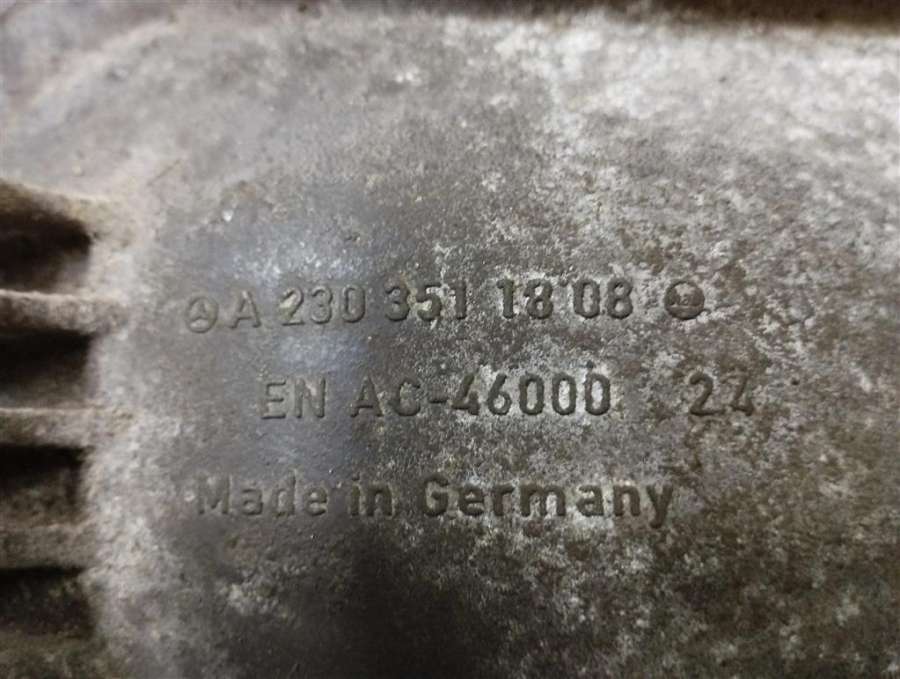 A 230 351 18 08
EN AC-46000 24
Made in Germany